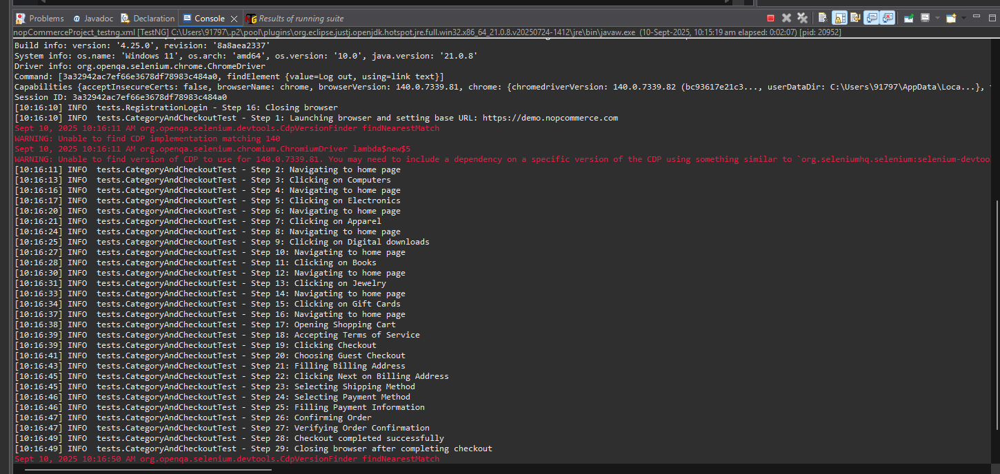 Problems Javadoc Declaration Console Results of running suite
nopCommerceProject_testng.xml [TestNG] C:\Users\91797\.p2\pool\plugins\org.eclipse.justj.openjdk.hotspot.jre.full.win32.x86_64_21.0.8.v20250724-1412\jre\bin\javaw.exe (10-Sept-2025, 10:15:19 am elapsed: 0:02:07) [pid: 20952]
Build info: version: '4.25.0', revision: '8a8aea2337'
System info: os.name: 'Windows 11', os.arch: 'amd64', os.version: '10.0', java.version: '21.0.8'
Driver info: org.openqa.selenium.chrome.ChromeDriver
Command: [3a32942ac7ef66e3678df78983c484a0, findElement {value=Log out, using=link text}]
Capabilities {acceptInsecureCerts: false, browserName: chrome, browserVersion: 140.0.7339.81, chrome: {chromedriverVersion: 140.0.7339.82 (bc93617e21c3..., userDataDir: C:\Users\91797\AppData\Loca...},
Session ID: 3a32942ac7ef66e3678df78983c484a0
[10:16:10] INFO tests.RegistrationLogin - Step 16: Closing browser
[10:16:10] INFO tests.CategoryAndCheckoutTest - Step 1: Launching browser and setting base URL: https://demo.nopcommerce.com
Sept 10, 2025 10:16:11 AM org.openqa.selenium.devtools.CdpVersionFinder findNearestMatch
WARNING: Unable to find CDP implementation matching 140
Sept 10, 2025 10:16:11 AM org.openqa.selenium.chromium.ChromiumDriver lambda$new$5
WARNING: Unable to find version of CDP to use for 140.0.7339.81. You may need to include a dependency on a specific version of the CDP using something similar to `org.seleniumhq.selenium:selenium-devtoo
[10:16:11] INFO tests.CategoryAndCheckoutTest - Step 2: Navigating to home page
[10:16:13] INFO tests.CategoryAndCheckoutTest - Step 3: Clicking on Computers
[10:16:16] INFO tests.CategoryAndCheckoutTest - Step 4: Navigating to home page
[10:16:17] INFO tests.CategoryAndCheckoutTest - Step 5: Clicking on Electronics
[10:16:20] INFO tests.CategoryAndCheckoutTest - Step 6: Navigating to home page
[10:16:21] INFO tests.CategoryAndCheckoutTest - Step 7: Clicking on Apparel
[10:16:24] INFO tests.CategoryAndCheckoutTest - Step 8: Navigating to home page
[10:16:25] INFO tests.CategoryAndCheckoutTest - Step 9: Clicking on Digital downloads
[10:16:27] INFO tests.CategoryAndCheckoutTest - Step 10: Navigating to home page
[10:16:28] INFO tests.CategoryAndCheckoutTest - Step 11: Clicking on Books
[10:16:30] INFO tests.CategoryAndCheckoutTest - Step 12: Navigating to home page
[10:16:31] INFO tests.CategoryAndCheckoutTest - Step 13: Clicking on Jewelry
[10:16:33] INFO tests.CategoryAndCheckoutTest - Step 14: Navigating to home page
[10:16:34] INFO tests.CategoryAndCheckoutTest - Step 15: Clicking on Gift Cards
[10:16:37] INFO tests.CategoryAndCheckoutTest - Step 16: Navigating to home page
[10:16:38] INFO tests.CategoryAndCheckoutTest - Step 17: Opening Shopping Cart
[10:16:39] INFO tests.CategoryAndCheckoutTest - Step 18: Accepting Terms of Service
[10:16:39] INFO tests.CategoryAndCheckoutTest - Step 19: Clicking Checkout
[10:16:41] INFO tests.CategoryAndCheckoutTest - Step 20: Choosing Guest Checkout
[10:16:43] INFO tests.CategoryAndCheckoutTest - Step 21: Filling Billing Address
[10:16:45] INFO tests.CategoryAndCheckoutTest - Step 22: Clicking Next on Billing Address
[10:16:45] INFO tests.CategoryAndCheckoutTest - Step 23: Selecting Shipping Method
[10:16:46] INFO tests.CategoryAndCheckoutTest - Step 24: Selecting Payment Method
[10:16:46] INFO tests.CategoryAndCheckoutTest - Step 25: Filling Payment Information
[10:16:47] INFO tests.CategoryAndCheckoutTest - Step 26: Confirming Order
[10:16:47] INFO tests.CategoryAndCheckoutTest - Step 27: Verifying Order Confirmation
[10:16:49] INFO tests.CategoryAndCheckoutTest - Step 28: Checkout completed successfully
[10:16:49] INFO tests.CategoryAndCheckoutTest - Step 29: Closing browser after completing checkout
Sept 10, 2025 10:16:50 AM org.openqa.selenium.devtools.CdpVersionFinder findNearestMatch